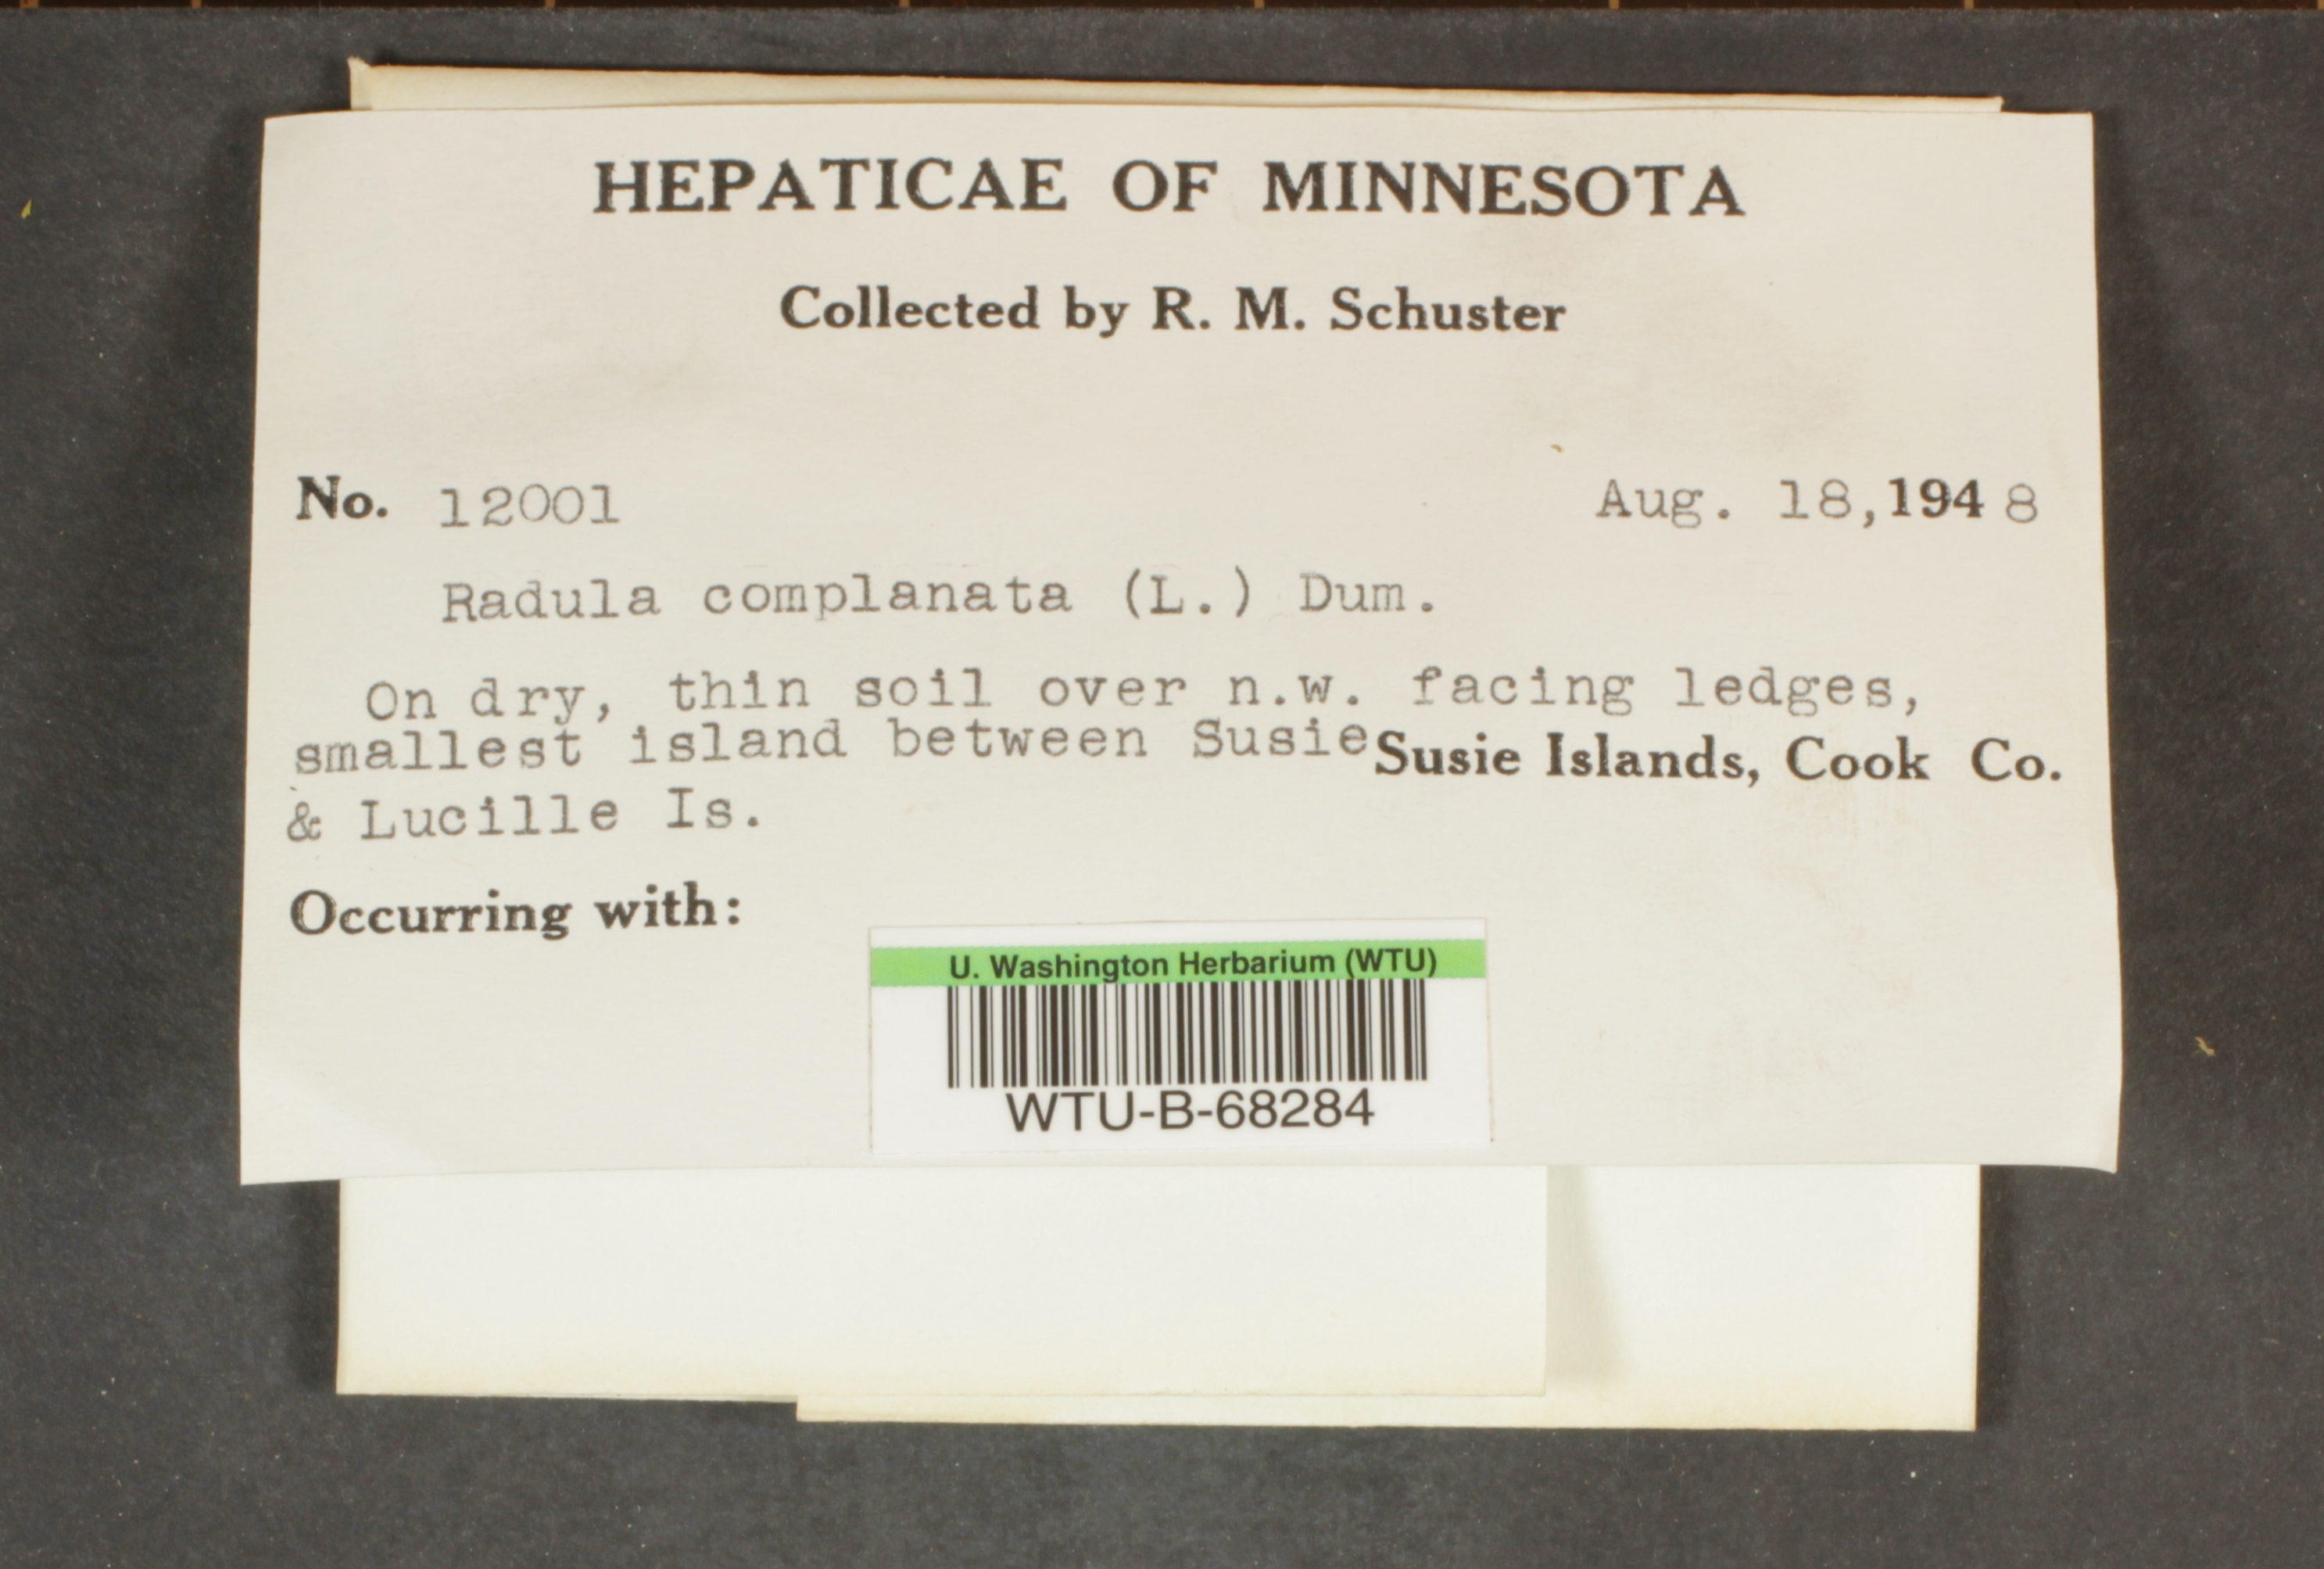 HEPATICAE OF MINNESOTA
Collected by R. M. Schuster
No. 12001 Aug. 18, 1948
Radula complanata (L.) Dum.
On dry, thin soil over n.w. facing ledges,
smallest island between Susie Susie Islands, Cook Co.
& Lucille Is.
Occurring with:
U. Washington Herbarium (WTU)
WTU-B-68284